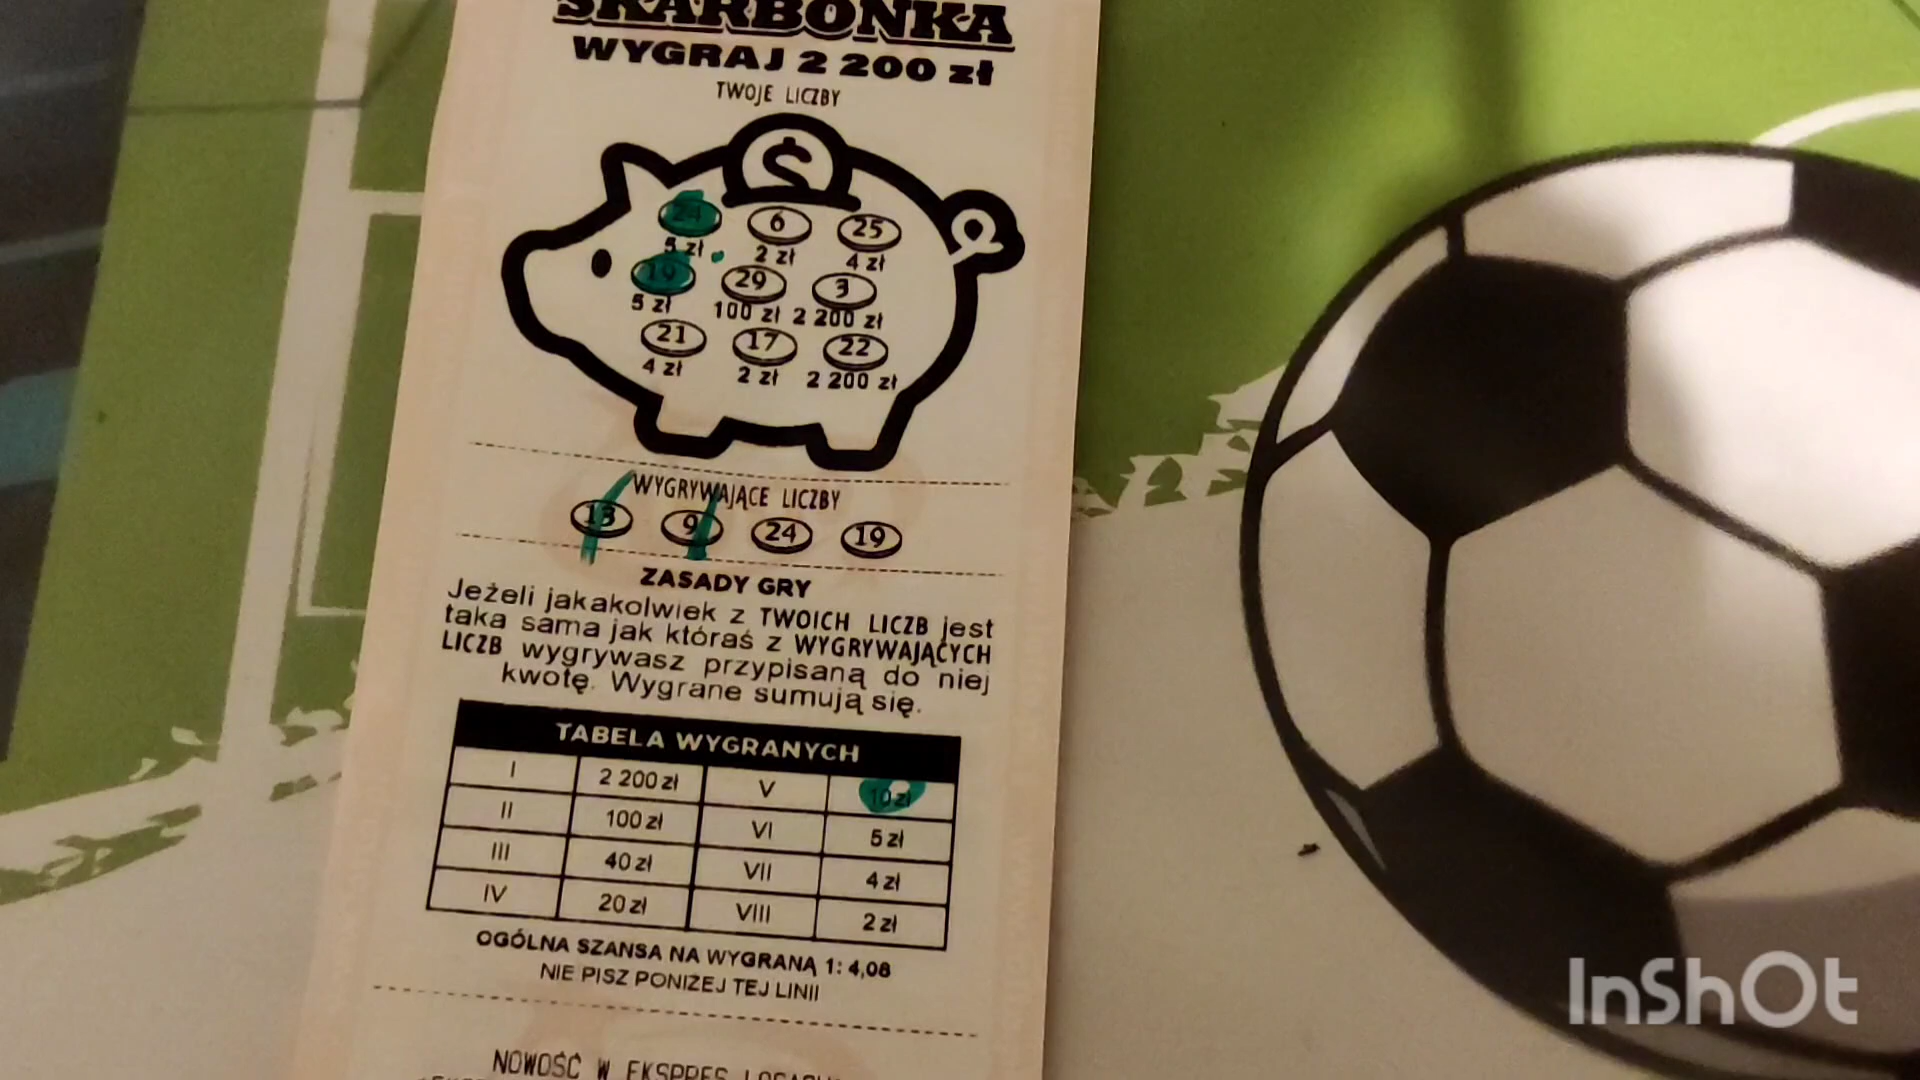 SKARBONKA
WYGRAJ 2 200 zł
TWOJE LICZBY
24 6 25
5 zł 2 zł 4 zł
19 29 3
5 zł 100 zł 2 200 zł
21 17 22
4 zł 2 zł 2 200 zł
WYGRYWAJĄCE LICZBY
13 9 24 19
ZASADY GRY
Jeżeli jakakolwiek z TWOICH LICZB jest
taka sama jak któraś z WYGRYWAJĄCYCH
LICZB wygrywasz przypisaną do niej
kwotę. Wygrane sumują się.
TABELA WYGRANYCH
I 2 200 zł V 10 zł
II 100 zł VI 5 zł
III 40 zł VII 4 zł
IV 20 zł VIII 2 zł
OGÓLNA SZANSA NA WYGRANĄ 1: 4,08
NIE PISZ PONIŻEJ TEJ LINII
NOWOŚĆ W EKSPRES
InShOt